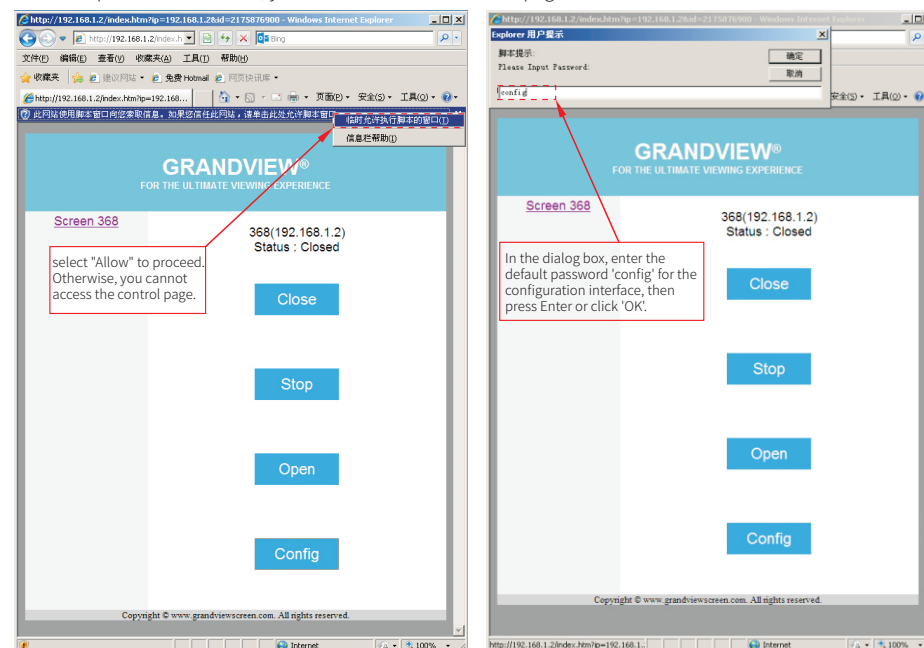 http://192.168.1.2/index.htm?ip=192.168.1.2&id=2175876900 - Windows Internet Explorer
http://192.168.1.2/index.h
Bing
文件(F) 编辑(E) 查看(V) 收藏夹(A) 工具(T) 帮助(H)
收藏夹 建议网站 免费 Hotmail 网页快讯库
http://192.168.1.2/index.htm?ip=192.168...
页面(P) 安全(S) 工具(O)
此网站使用脚本窗口向您索取信息。如果您信任此网站，请单击此处允许脚本窗口
临时允许执行脚本的窗口(T)
信息栏帮助(I)
GRANDVIEW®
FOR THE ULTIMATE VIEWING EXPERIENCE
Screen 368
368(192.168.1.2)
Status : Closed
select "Allow" to proceed.
Otherwise, you cannot
access the control page.
Close
Stop
Open
Config
Copyright © www.grandviewscreen.com. All rights reserved.
Internet
100%
http://192.168.1.2/index.htm?ip=192.168.1.2&id=2175876900 - Windows Internet Explorer
Explorer 用户提示
脚本提示:
Please Input Password:
确定
取消
config
安全(S) 工具(O)
GRANDVIEW®
FOR THE ULTIMATE VIEWING EXPERIENCE
Screen 368
368(192.168.1.2)
Status : Closed
In the dialog box, enter the
default password 'config' for the
configuration interface, then
press Enter or click 'OK'.
Close
Stop
Open
Config
Copyright © www.grandviewscreen.com. All rights reserved.
http://192.168.1.2/index.htm?ip=192.168.1..
Internet
100%